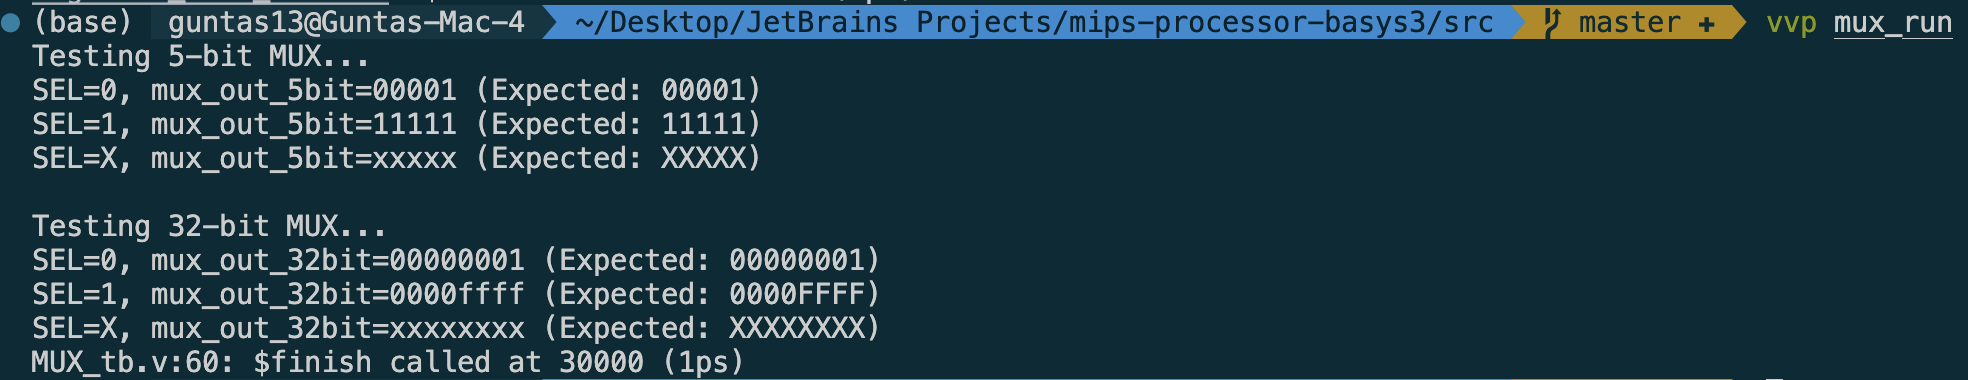 (base) guntas13@Guntas-Mac-4 ~/Desktop/JetBrains Projects/mips-processor-basys3/src master + vvp mux_run
Testing 5-bit MUX...
SEL=0, mux_out_5bit=00001 (Expected: 00001)
SEL=1, mux_out_5bit=11111 (Expected: 11111)
SEL=X, mux_out_5bit=xxxxx (Expected: XXXXX)
Testing 32-bit MUX...
SEL=0, mux_out_32bit=00000001 (Expected: 00000001)
SEL=1, mux_out_32bit=0000ffff (Expected: 0000FFFF)
SEL=X, mux_out_32bit=xxxxxxxx (Expected: XXXXXXXX)
MUX_tb.v:60: $finish called at 30000 (1ps)